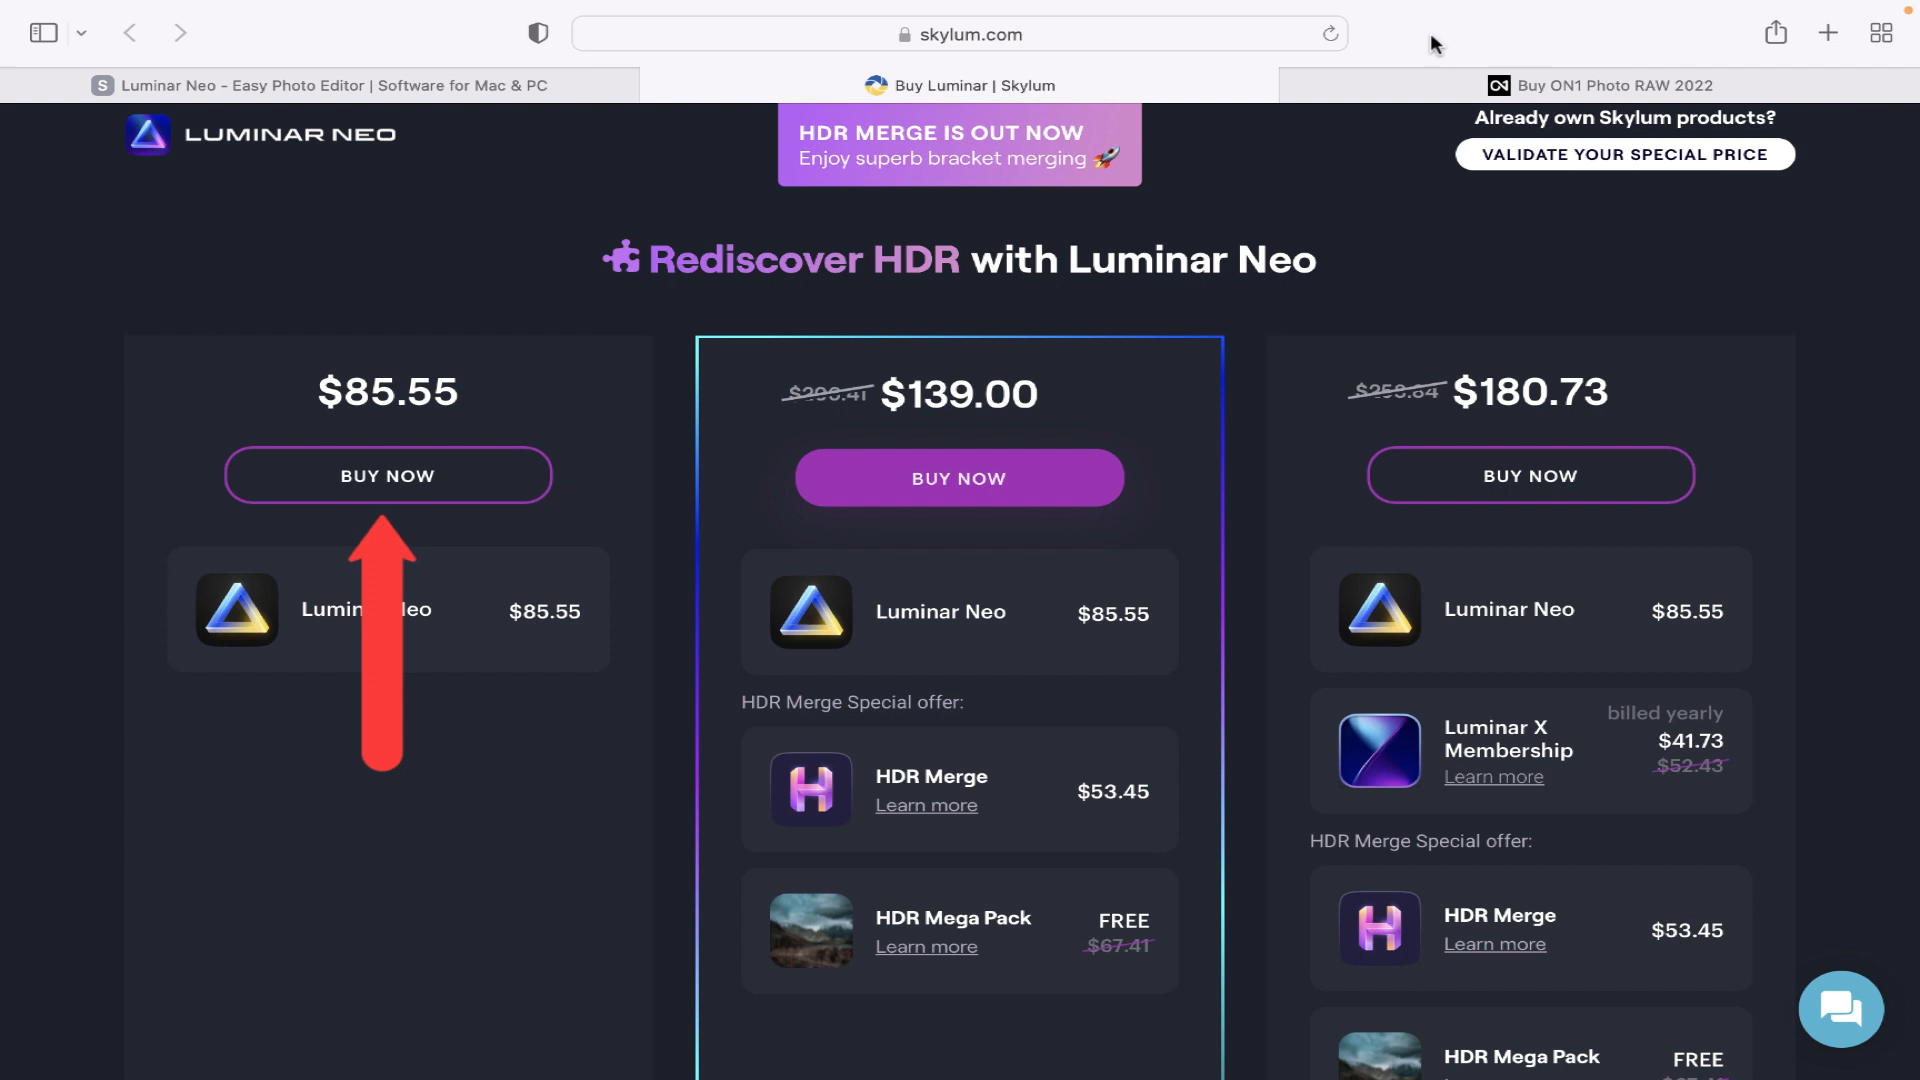 skylum.com
S
Luminar Neo - Easy Photo Editor | Software for Mac & PC
Buy Luminar | Skylum
Buy ON1 Photo RAW 2022
LUMINAR NEO
HDR MERGE IS OUT NOW
Enjoy superb bracket merging
Already own Skylum products?
VALIDATE YOUR SPECIAL PRICE
Rediscover HDR with Luminar Neo
$85.55
BUY NOW
$85.55
$139.00
BUY NOW
Luminar Neo
$85.55
HDR Merge Special offer:
HDR Merge
Learn more
$53.45
HDR Mega Pack
Learn more
FREE
$67.41
$259.84 $180.73
BUY NOW
Luminar Neo
$85.55
Luminar X
Membership
Learn more
billed yearly
$41.73
$52.43
HDR Merge Special offer:
HDR Merge
Learn more
$53.45
HDR Mega Pack
FREE